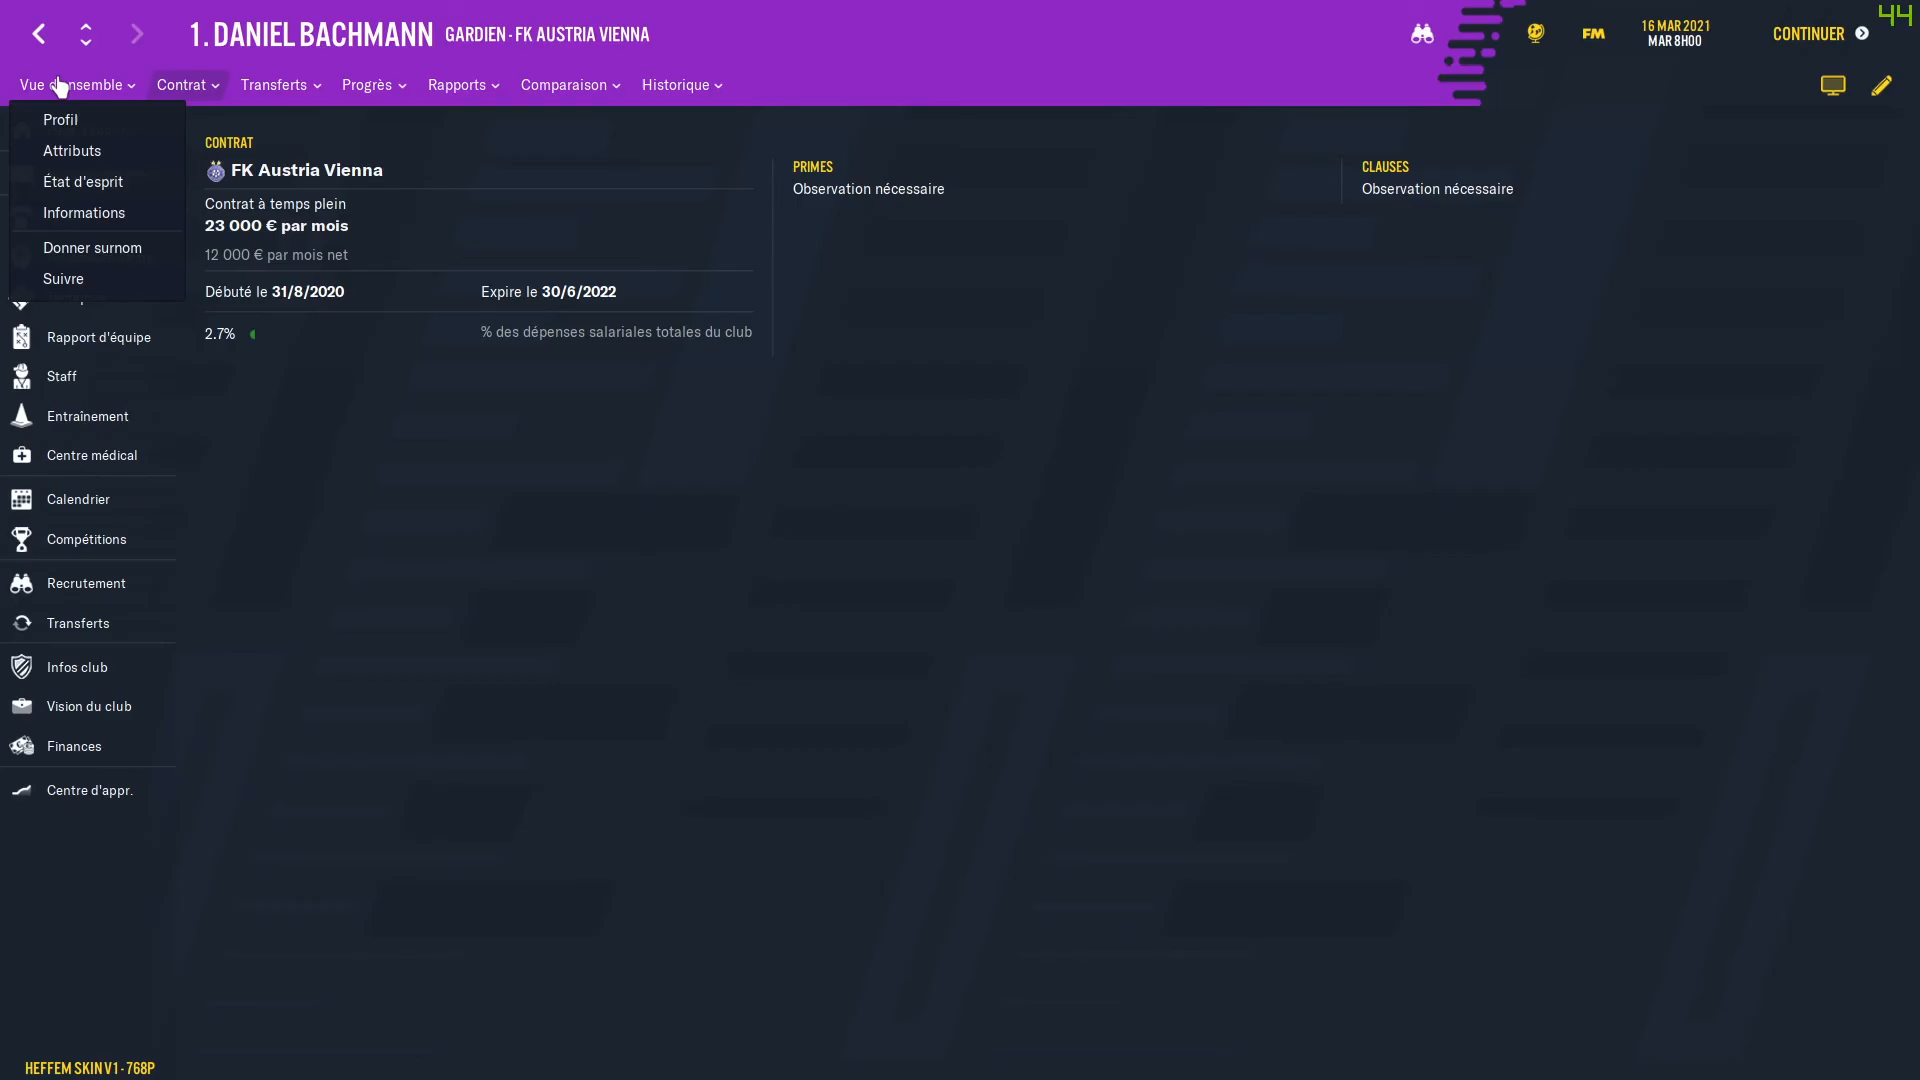 1. DANIEL BACHMANN GARDIEN - FK AUSTRIA VIENNA
FM
16 MAR 2021
MAR 8H00
CONTINUER
44
Vue d'ensemble
Contrat
Transferts
Progrès
Rapports
Comparaison
Historique
Profil
Attributs
État d'esprit
Informations
Donner surnom
Suivre
Rapport d'équipe
Staff
Entraînement
Centre médical
Calendrier
Compétitions
Recrutement
Transferts
Infos club
Vision du club
Finances
Centre d'appr.
CONTRAT
FK Austria Vienna
Contrat à temps plein
23 000 € par mois
12 000 € par mois net
Débuté le 31/8/2020
Expire le 30/6/2022
2.7%
% des dépenses salariales totales du club
PRIMES
Observation nécessaire
CLAUSES
Observation nécessaire
HEFFEM SKIN V1 - 768P